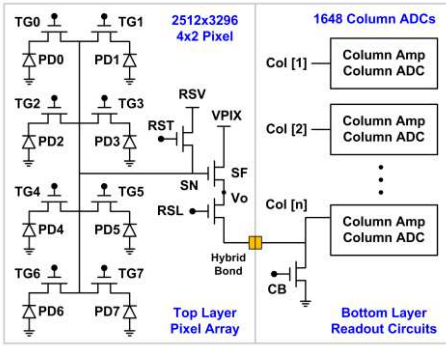 TG0
TG1
2512x3296
4x2 Pixel
1648 Column ADCs
PD0
PD1
Col [1]
Column Amp
Column ADC
TG2
TG3
RSV
VPIX
RST
PD2
PD3
Col [2]
Column Amp
Column ADC
SF
SN
Vo
TG4
TG5
RSL
Col [n]
PD4
PD5
Column Amp
Column ADC
Hybrid
Bond
TG6
TG7
CB
PD6
PD7
Top Layer
Pixel Array
Bottom Layer
Readout Circuits